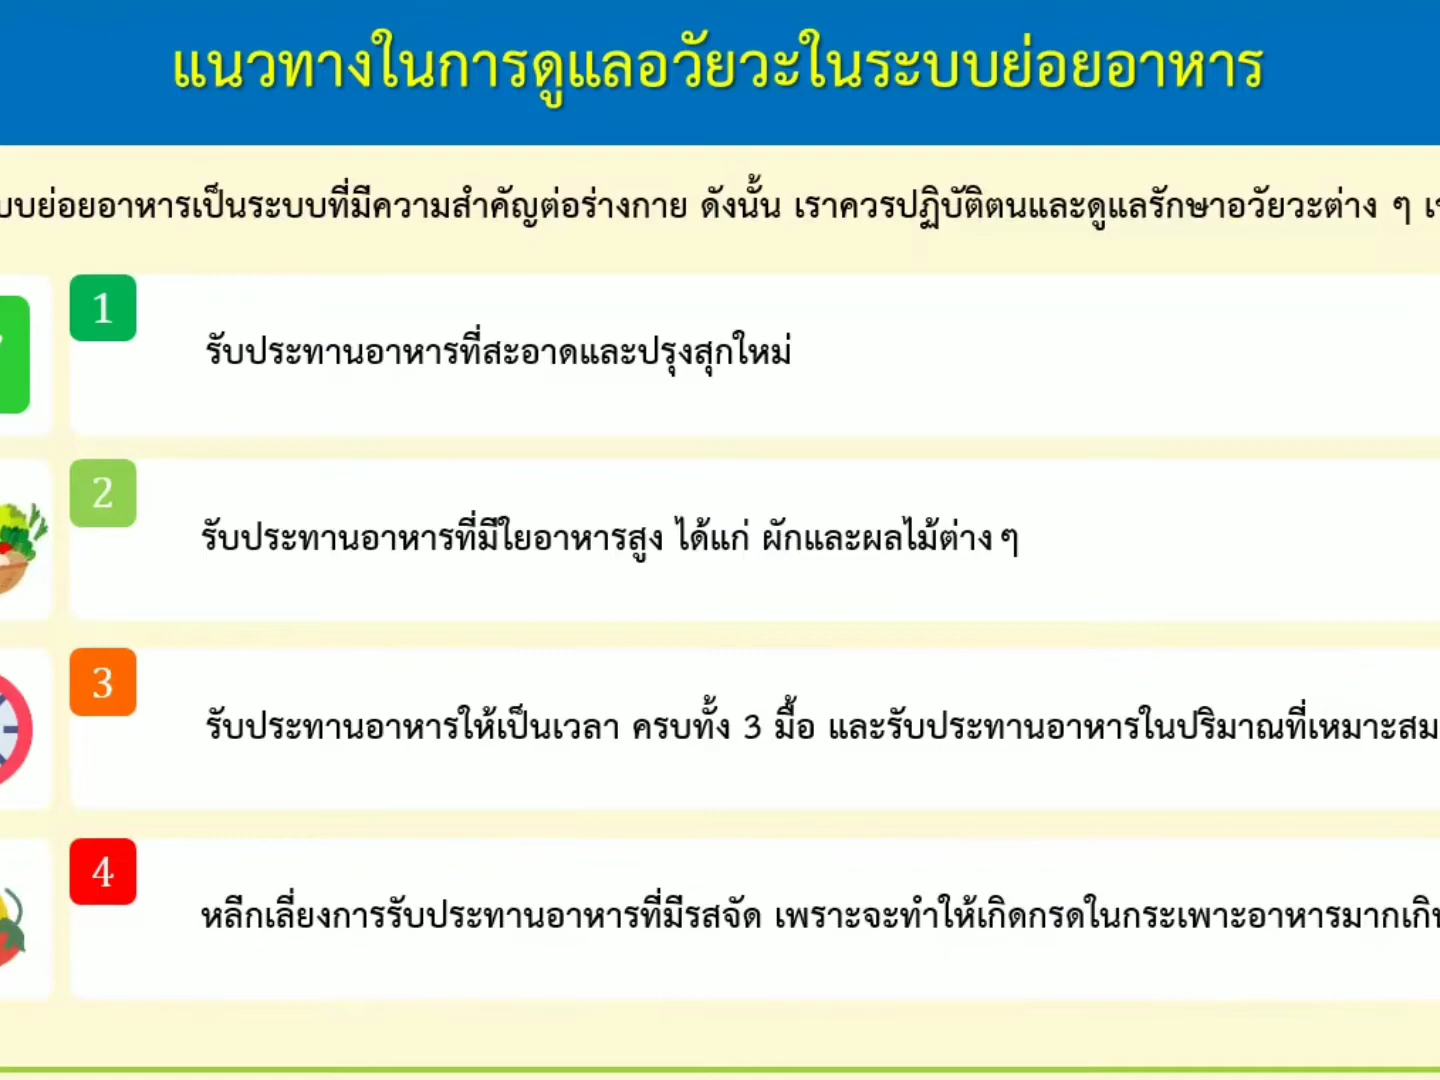 แนวทางในการดูแลอวัยวะในระบบย่อยอาหาร
บบย่อยอาหารเป็นระบบที่มีความสำคัญต่อร่างกาย ดังนั้น เราควรปฏิบัติตนและดูแลรักษาอวัยวะต่าง ๆ
1
รับประทานอาหารที่สะอาดและปรุงสุกใหม่
2
รับประทานอาหารที่มีใยอาหารสูง ได้แก่ ผักและผลไม้ต่าง ๆ
3
รับประทานอาหารให้เป็นเวลา ครบทั้ง 3 มื้อ และรับประทานอาหารในปริมาณที่เหมาะสม
4
หลีกเลี่ยงการรับประทานอาหารที่มีรสจัด เพราะจะทำให้เกิดกรดในกระเพาะอาหารมากเกิ